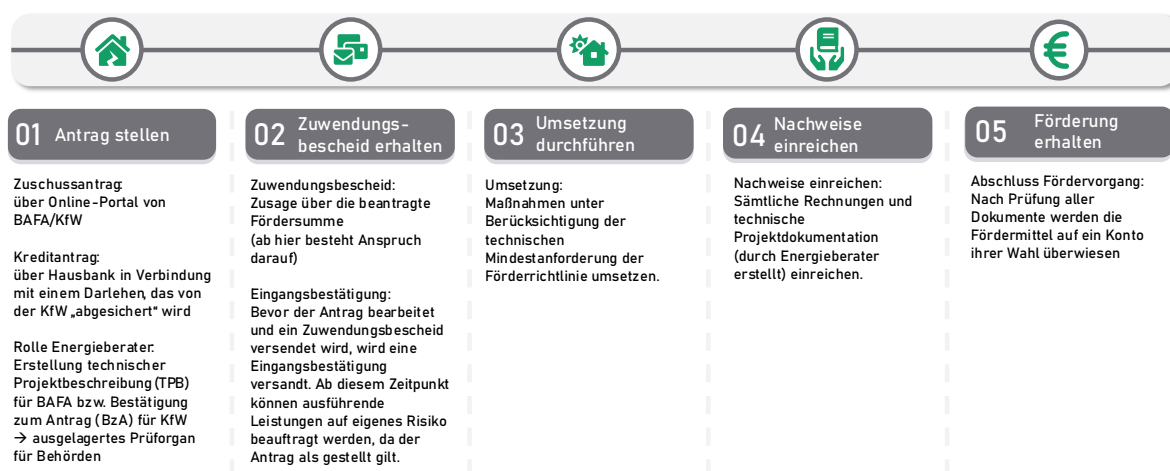 01 Antrag stellen
Zuschussantrag:
über Online-Portal von
BAFA/KfW
Kreditantrag:
über Hausbank in Verbindung
mit einem Darlehen, das von
der KfW „abgesichert“ wird
Rolle Energieberater:
Erstellung technischer
Projektbeschreibung (TPB)
für BAFA bzw. Bestätigung
zum Antrag (BzA) für KfW
→ ausgelagertes Prüforgan
für Behörden
02 Zuwendungs-
bescheid erhalten
Zuwendungsbescheid:
Zusage über die beantragte
Fördersumme
(ab hier besteht Anspruch
darauf)
Eingangsbestätigung:
Bevor der Antrag bearbeitet
und ein Zuwendungsbescheid
versendet wird, wird eine
Eingangsbestätigung
versandt. Ab diesem Zeitpunkt
können ausführende
Leistungen auf eigenes Risiko
beauftragt werden, da der
Antrag als gestellt gilt.
03 Umsetzung
durchführen
Umsetzung:
Maßnahmen unter
Berücksichtigung der
technischen
Mindestanforderung der
Förderrichtlinie umsetzen.
04 Nachweise
einreichen
Nachweise einreichen:
Sämtliche Rechnungen und
technische
Projektdokumentation
(durch Energieberater
erstellt) einreichen.
05 Förderung
erhalten
Abschluss Fördervorgang:
Nach Prüfung aller
Dokumente werden die
Fördermittel auf ein Konto
ihrer Wahl überwiesen